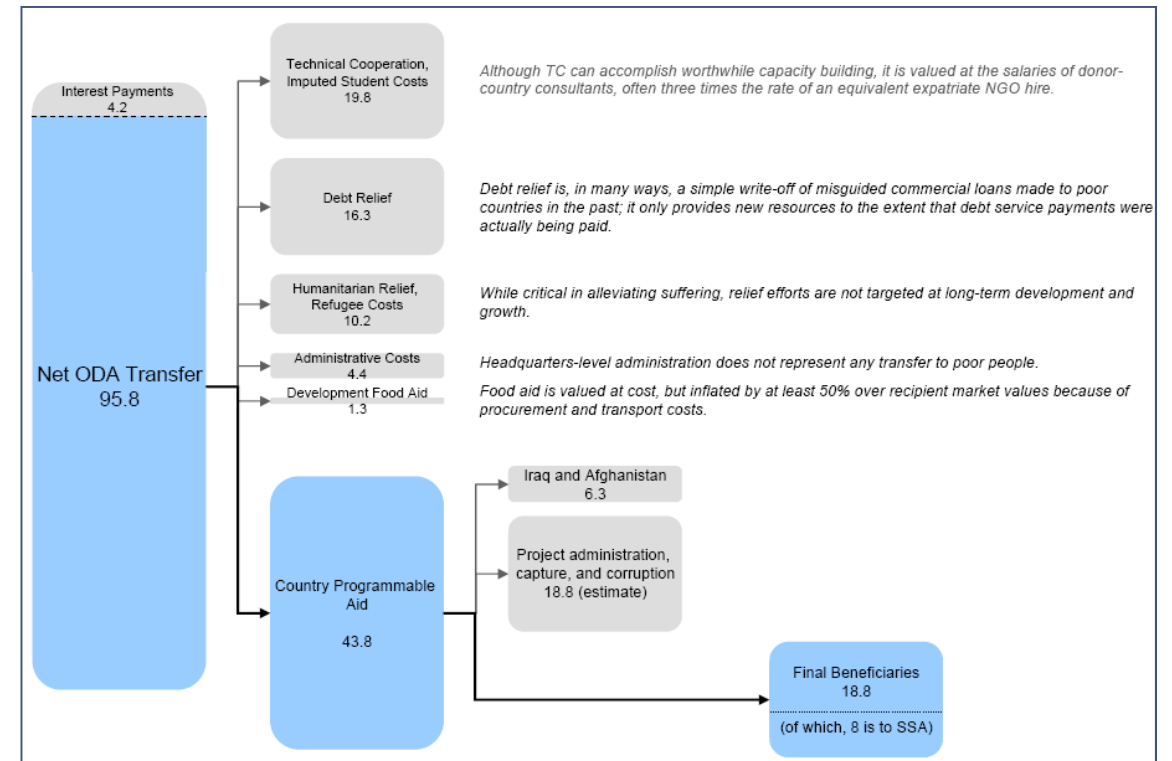 Interest Payments
4.2
Net ODA Transfer
95.8
Technical Cooperation,
Imputed Student Costs
19.8
Although TC can accomplish worthwhile capacity building, it is valued at the salaries of donor-
country consultants, often three times the rate of an equivalent expatriate NGO hire.
Debt Relief
16.3
Debt relief is, in many ways, a simple write-off of misguided commercial loans made to poor
countries in the past; it only provides new resources to the extent that debt service payments were
actually being paid.
Humanitarian Relief,
Refugee Costs
10.2
While critical in alleviating suffering, relief efforts are not targeted at long-term development and
growth.
Administrative Costs
4.4
Headquarters-level administration does not represent any transfer to poor people.
Development Food Aid
1.3
Food aid is valued at cost, but inflated by at least 50% over recipient market values because of
procurement and transport costs.
Country Programmable
Aid
43.8
Iraq and Afghanistan
6.3
Project administration,
capture, and corruption
18.8 (estimate)
Final Beneficiaries
18.8
(of which, 8 is to SSA)